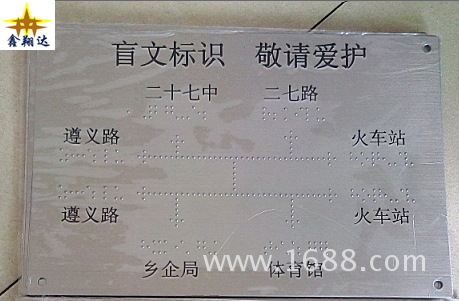 鑫翔达
盲文标识 敬请爱护
二十七中 二七路
遵义路 火车站
遵义路 火车站
乡企局 体育馆
www.1688.com